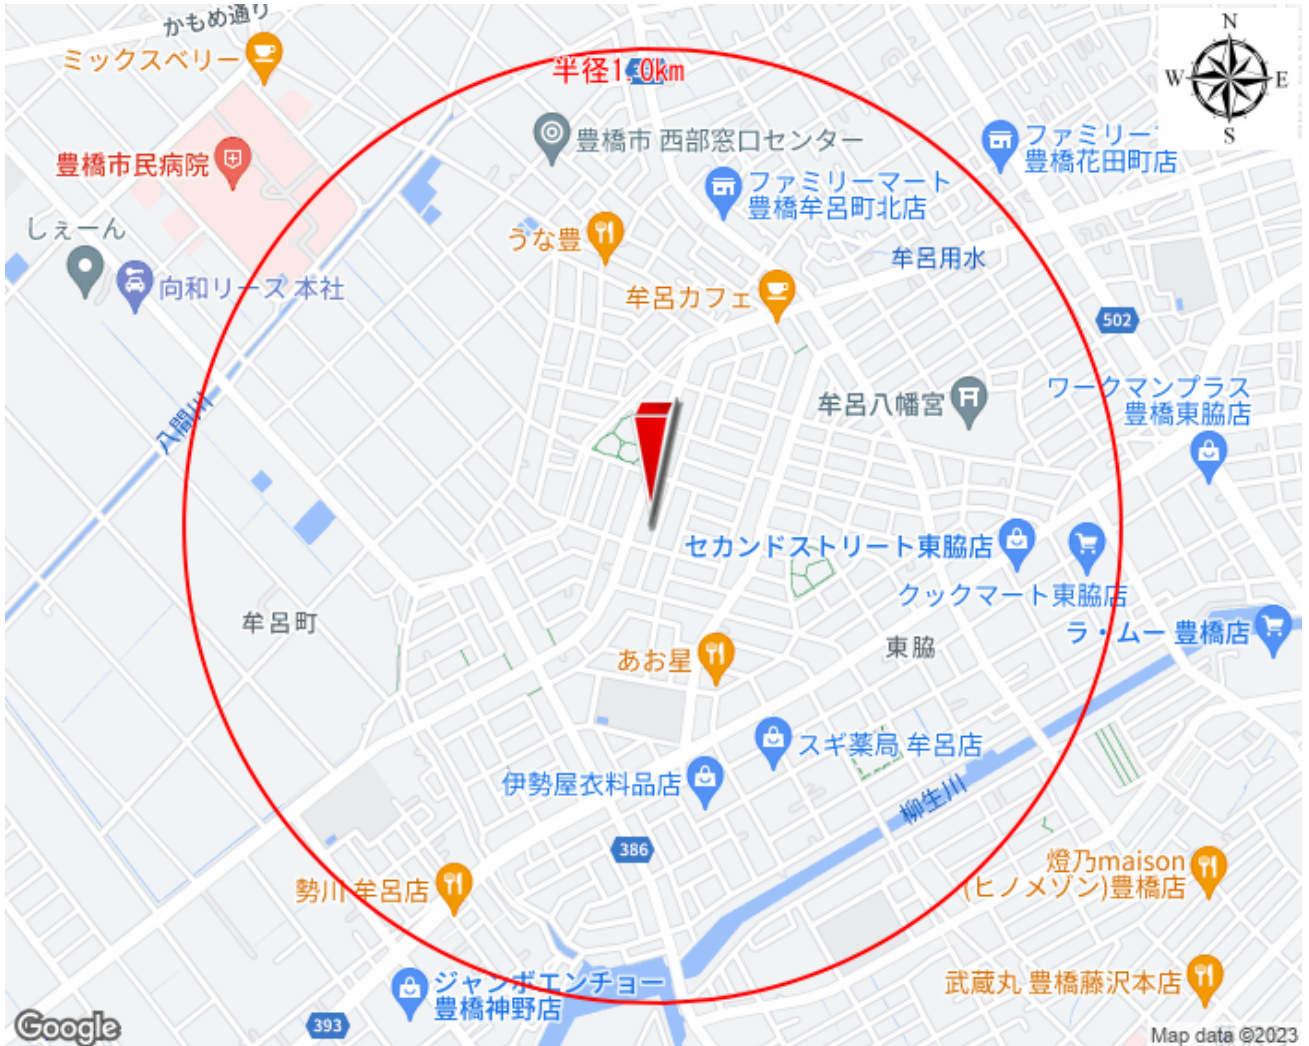 かもめ通り
N
W E
S
ミックスベリー
半径1.0km
豊橋市 西部窓口センター
ファミリー
豊橋花田町店
豊橋市民病院
ファミリーマート
豊橋牟呂町北店
しぇーん
うな豊
牟呂用水
向和リース 本社
牟呂カフェ
502
ワークマンプラス
豊橋東脇店
牟呂八幡宮
八間川
セカンドストリート東脇店
クックマート東脇店
牟呂町
ラ・ムー 豊橋店
東脇
あお星
スギ薬局 牟呂店
伊勢屋衣料品店
柳生川
386
燈乃maison
(ヒノメゾン)豊橋店
勢川 牟呂店
ジャンボエンチョー
豊橋神野店
武蔵丸 豊橋藤沢本店
393
Google
Map data ©2023